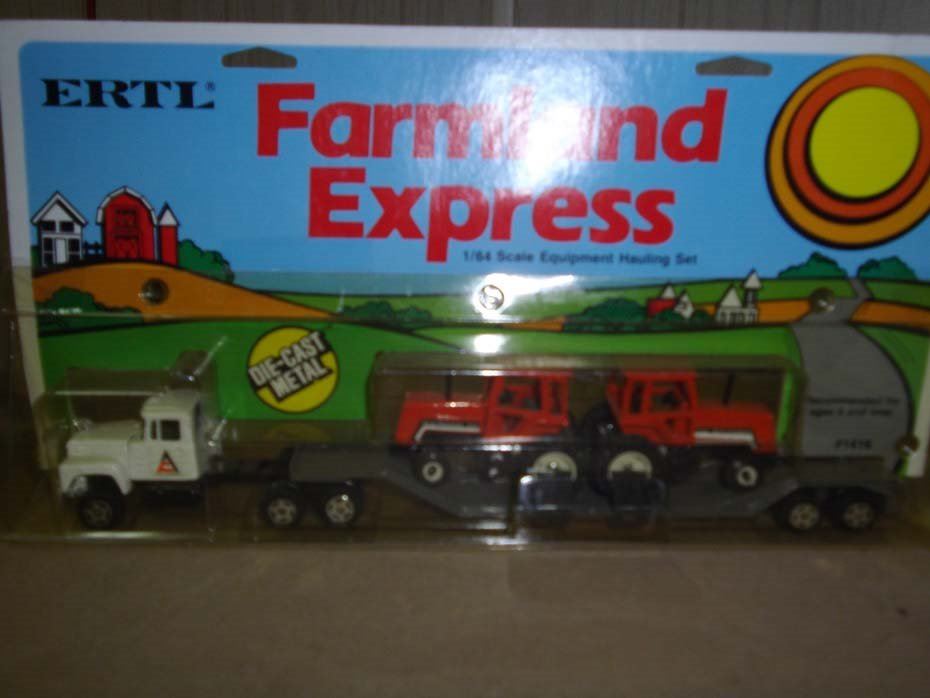 ERTL®
Farmland
Express
1/64 Scale Equipment Hauling Set
DIE-CAST
METAL